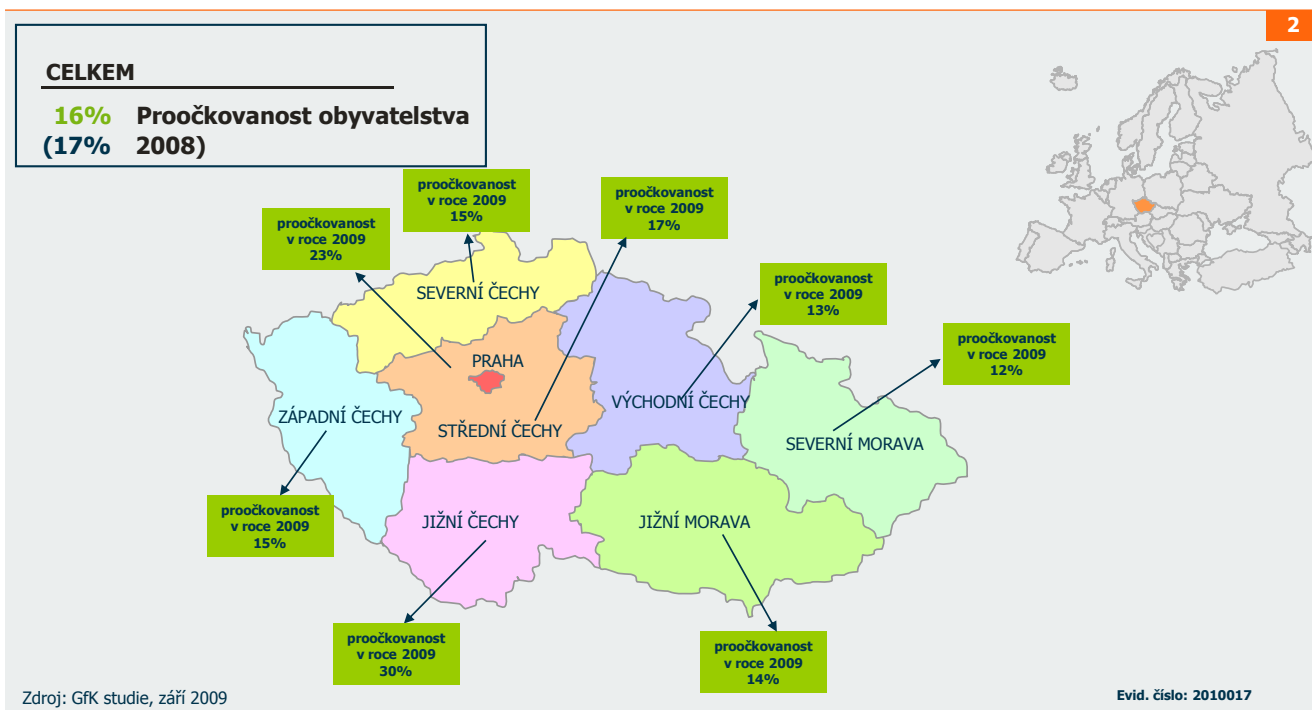 2
CELKEM
16% Proočkovanost obyvatelstva
(17% 2008)
proočkovanost
v roce 2009
15%
proočkovanost
v roce 2009
17%
proočkovanost
v roce 2009
23%
proočkovanost
v roce 2009
13%
proočkovanost
v roce 2009
12%
SEVERNÍ ČECHY
PRAHA
ZÁPADNÍ ČECHY
STŘEDNÍ ČECHY
VÝCHODNÍ ČECHY
SEVERNÍ MORAVA
JIŽNÍ ČECHY
JIŽNÍ MORAVA
proočkovanost
v roce 2009
15%
proočkovanost
v roce 2009
30%
proočkovanost
v roce 2009
14%
Zdroj: GfK studie, září 2009
Evid. číslo: 2010017